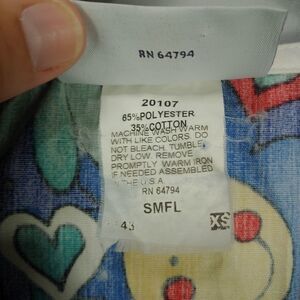 RN 64794
20107
65%POLYESTER
35%COTTON
MACHINE WASH WARM
WITH LIKE COLORS. DO
NOT BLEACH. TUMBLE
DRY LOW. REMOVE
PROMPTLY. WARM IRON
IF NEEDED. ASSEMBLED
THE U.S.A.
RN 64794
SMFL
43
XS